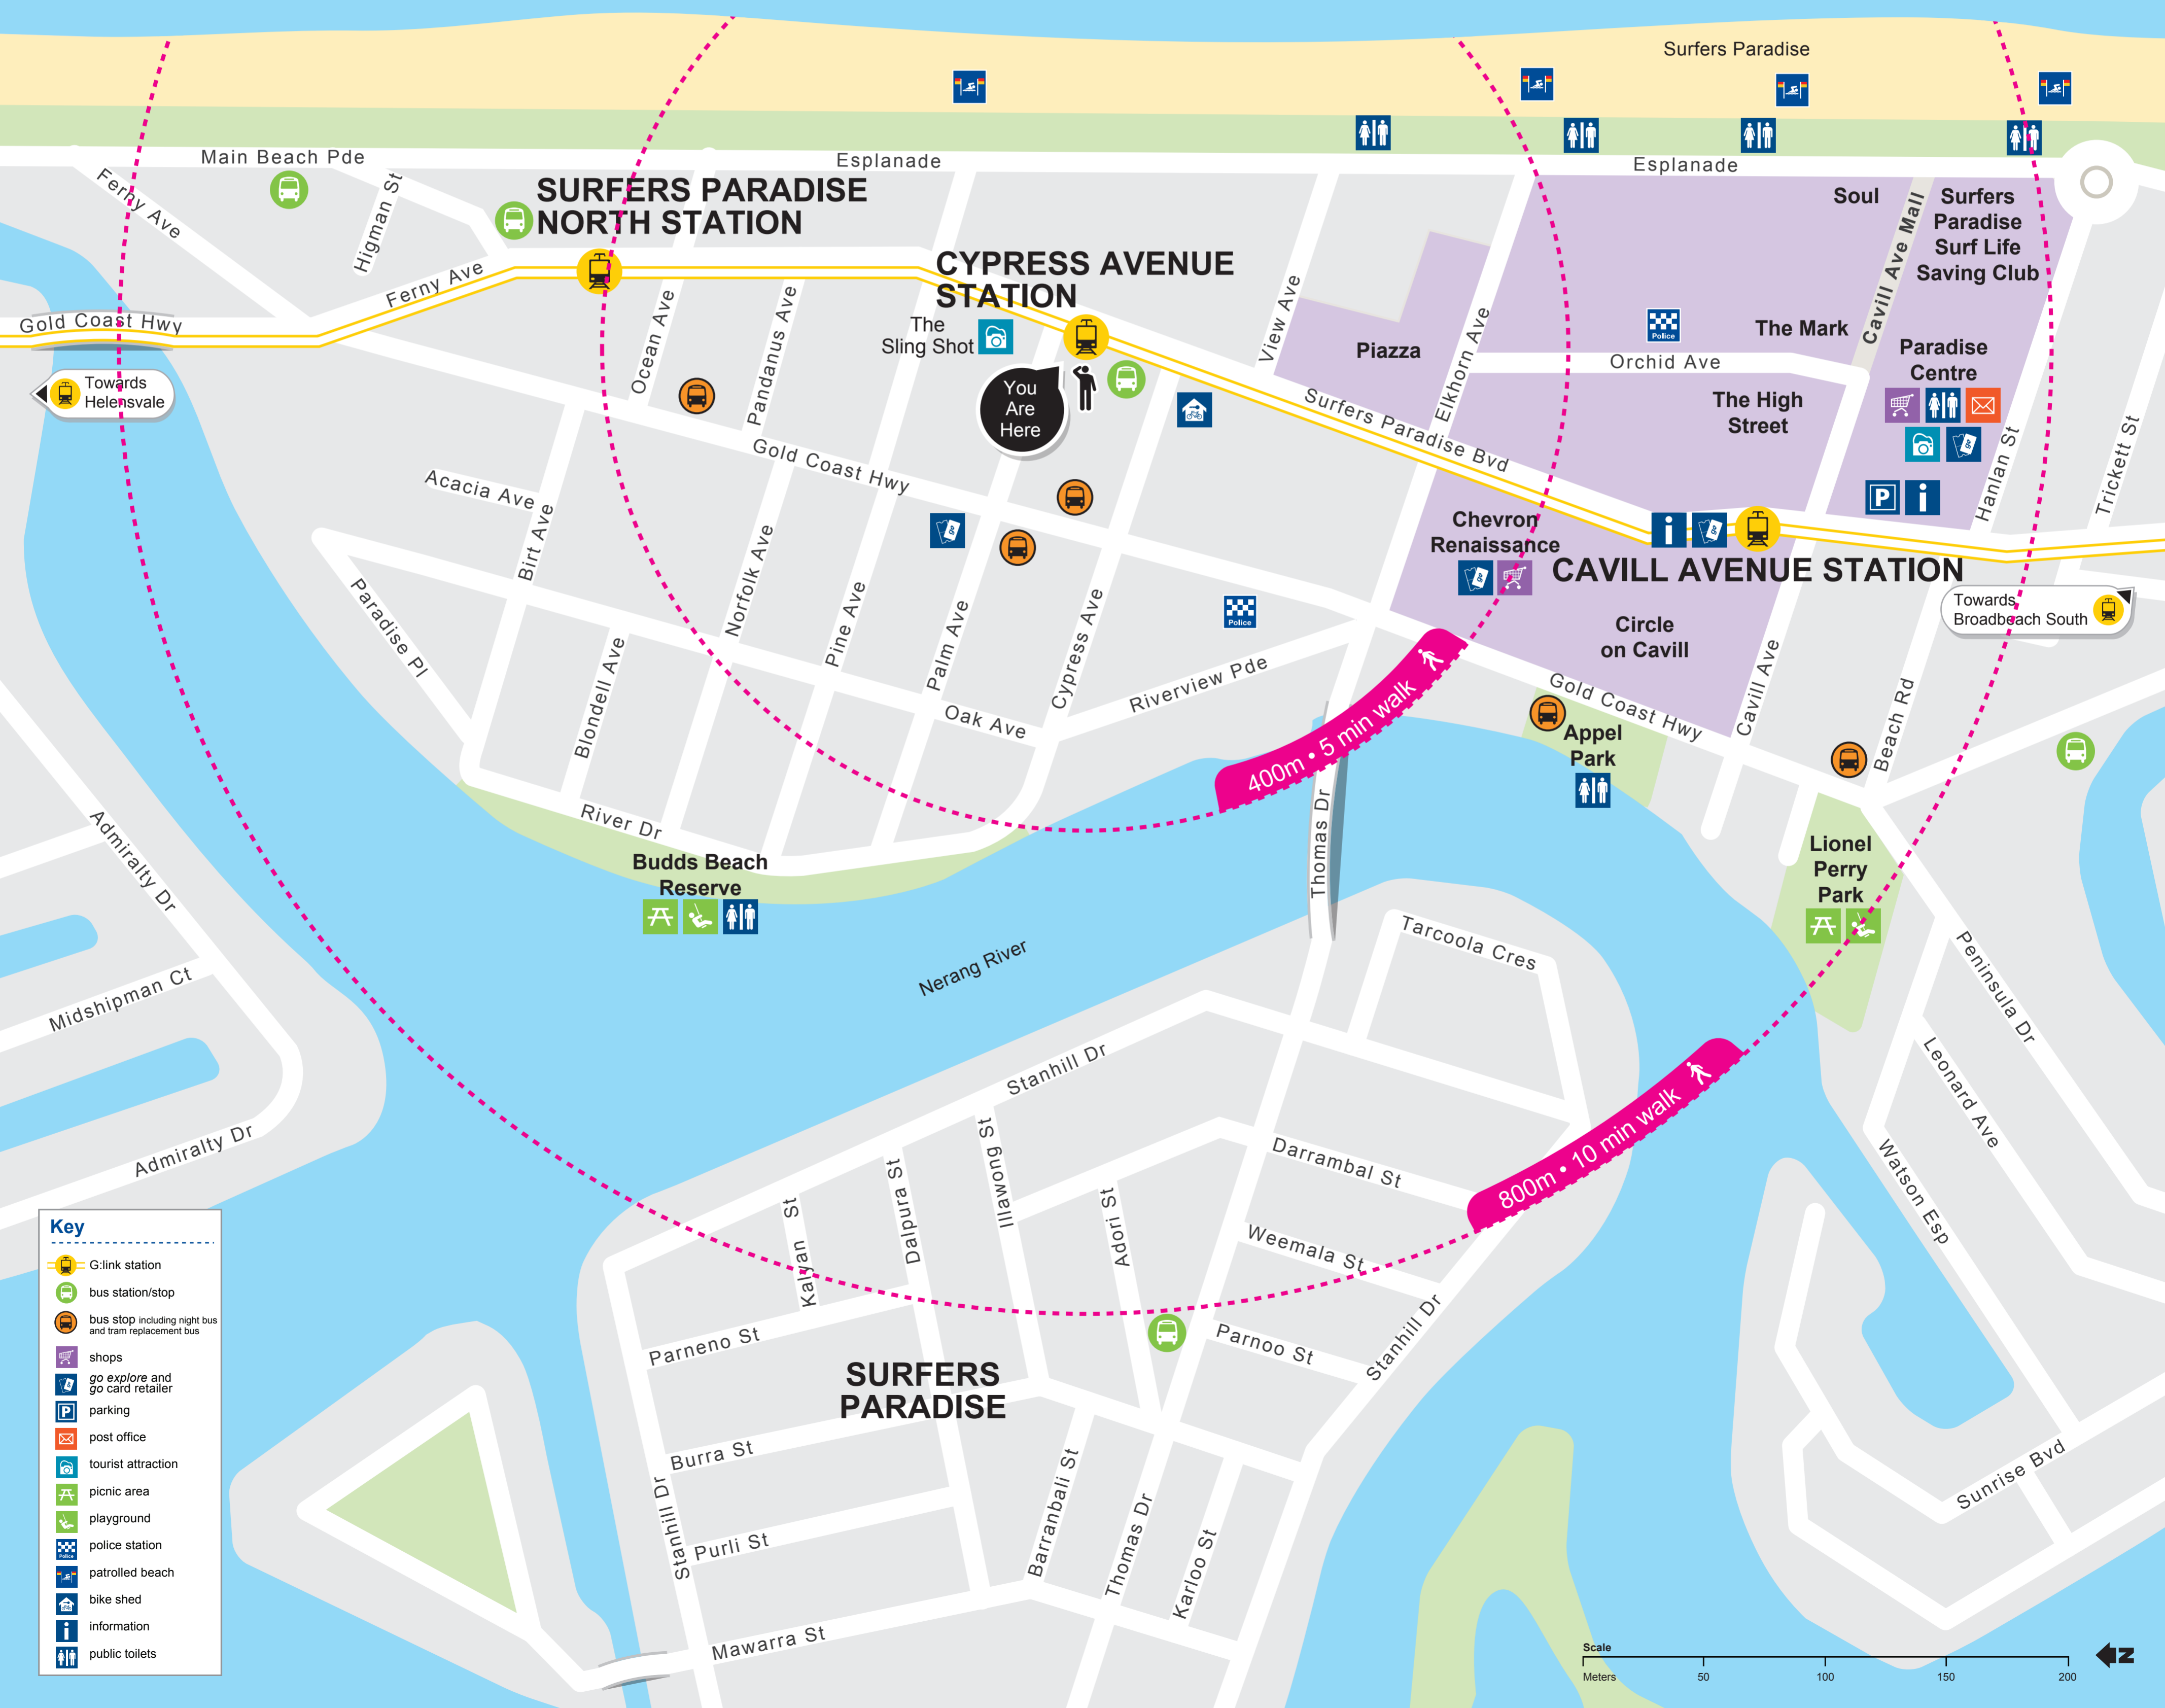 Surfers Paradise
Main Beach Pde
Esplanade
Esplanade
Ferny Ave
Higman St
SURFERS PARADISE
NORTH STATION
Soul
Cavill Ave Mall
Surfers
Paradise
Surf Life
Saving Club
CYPRESS AVENUE
STATION
Ferny Ave
Gold Coast Hwy
The
Sling Shot
Ocean Ave
Pandanus Ave
View Ave
Piazza
Elkhorn Ave
Police
The Mark
Orchid Ave
Paradise
Centre
Towards
Helensvale
You
Are
Here
Surfers Paradise Bvd
The High
Street
Hanlan St
Trickett St
Gold Coast Hwy
Acacia Ave
Birt Ave
P
i
Chevron
Renaissance
i
CAVILL AVENUE STATION
Norfolk Ave
Paradise Pl
Pine Ave
Palm Ave
Cypress Ave
Police
Towards
Broadbeach South
Circle
on Cavill
Blondell Ave
Riverview Pde
Oak Ave
400m • 5 min walk
Gold Coast Hwy
Cavill Ave
Beach Rd
Appel
Park
River Dr
Thomas Dr
Admiralty Dr
Budds Beach
Reserve
Lionel
Perry
Park
Tarcoola Cres
Nerang River
Peninsula Dr
Midshipman Ct
Stanhill Dr
Leonard Ave
800m • 10 min walk
Admiralty Dr
Illawong St
Dalpura St
Kalyan St
Adori St
Darrambal St
Watson Esp
Weemala St
Parneno St
Parnoo St
Stanhill Dr
SURFERS
PARADISE
Burra St
Stanhill Dr
Purli St
Barranbali St
Thomas Dr
Karloo St
Mawarra St
Sunrise Bvd
Key
G:link station
bus station/stop
bus stop including night bus
and tram replacement bus
shops
go explore and
go card retailer
P parking
post office
tourist attraction
picnic area
playground
Police police station
patrolled beach
bike shed
i information
public toilets
Scale
Meters 50 100 150 200
N